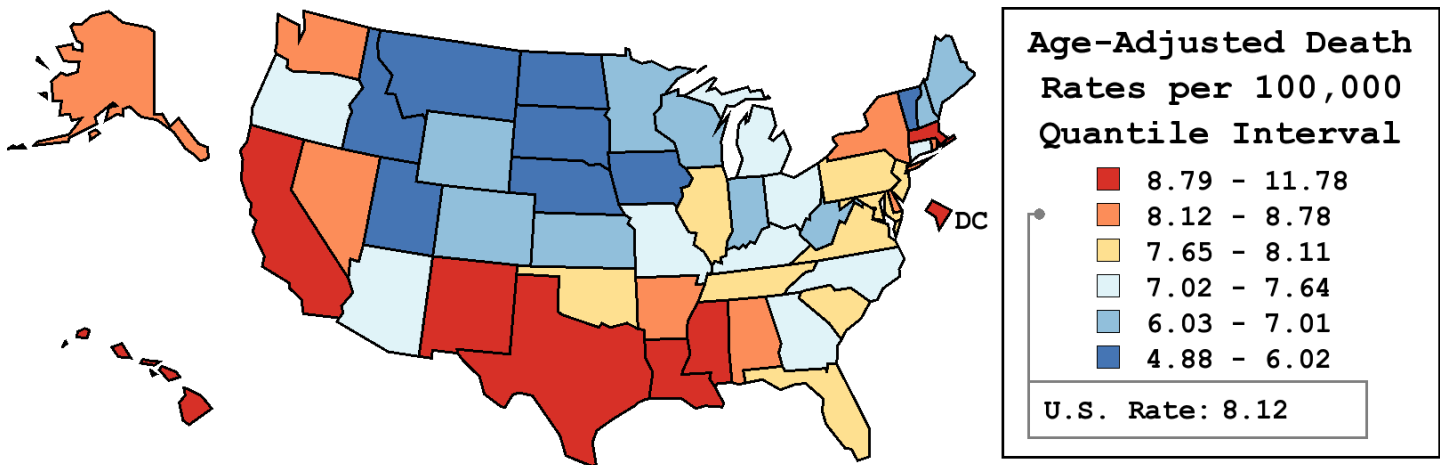 Age-Adjusted Death
Rates per 100,000
Quantile Interval
8.79 - 11.78
8.12 - 8.78
DC
7.65 - 8.11
7.02 - 7.64
6.03 - 7.01
4.88 - 6.02
U.S. Rate: 8.12